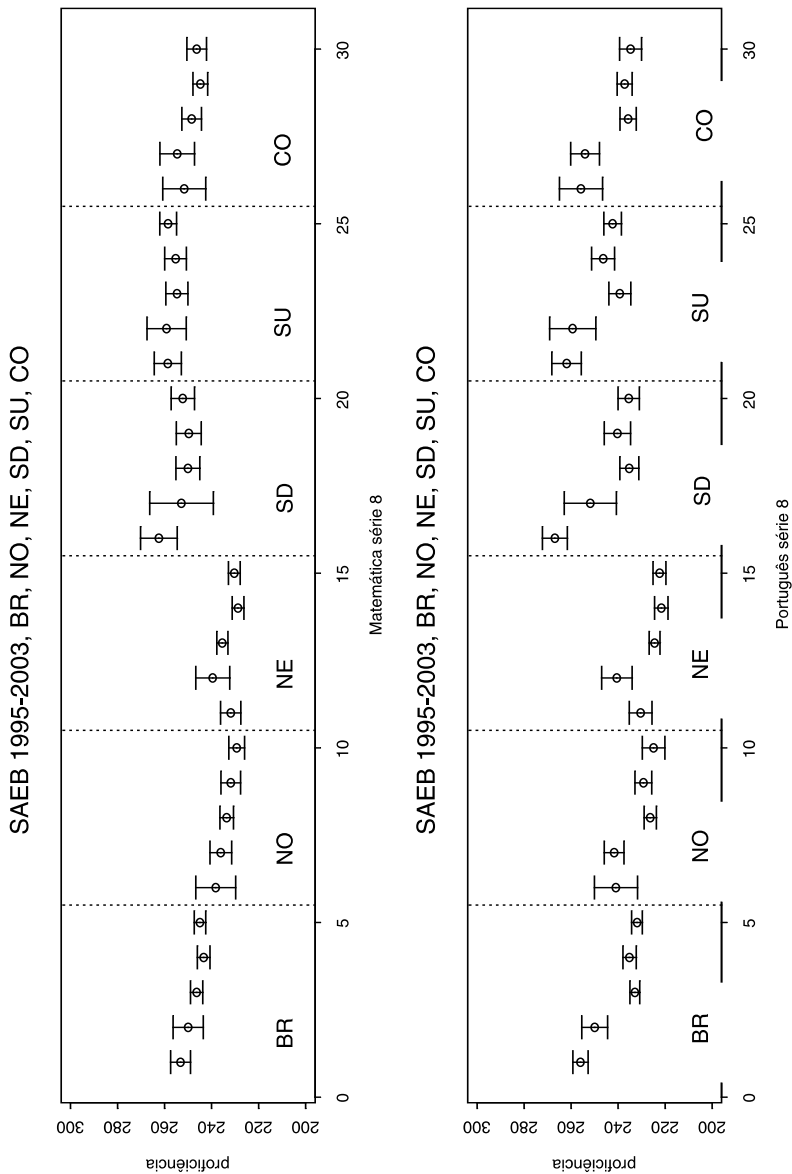 SAEB 1995-2003, BR, NO, NE, SD, SU, CO
proficiência
300 280 260 240 220 200
BR NO NE SD SU CO
0 5 10 15 20 25 30
Matemática série 8
SAEB 1995-2003, BR, NO, NE, SD, SU, CO
proficiência
300 280 260 240 220 200
BR NO NE SD SU CO
0 5 10 15 20 25 30
Português série 8